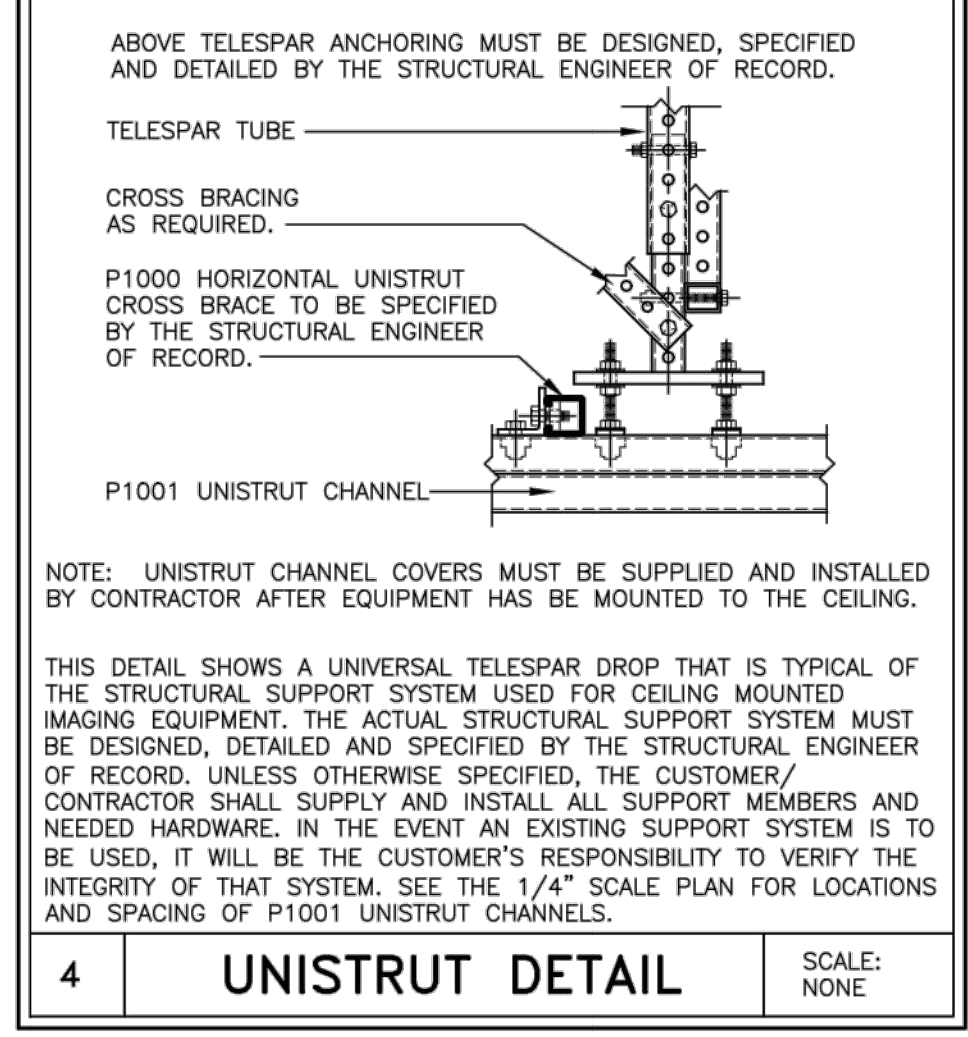 ABOVE TELESPAR ANCHORING MUST BE DESIGNED, SPECIFIED
AND DETAILED BY THE STRUCTURAL ENGINEER OF RECORD.
TELESPAR TUBE
CROSS BRACING
AS REQUIRED.
P1000 HORIZONTAL UNISTRUT
CROSS BRACE TO BE SPECIFIED
BY THE STRUCTURAL ENGINEER
OF RECORD.
P1001 UNISTRUT CHANNEL
NOTE: UNISTRUT CHANNEL COVERS MUST BE SUPPLIED AND INSTALLED
BY CONTRACTOR AFTER EQUIPMENT HAS BE MOUNTED TO THE CEILING.
THIS DETAIL SHOWS A UNIVERSAL TELESPAR DROP THAT IS TYPICAL OF
THE STRUCTURAL SUPPORT SYSTEM USED FOR CEILING MOUNTED
IMAGING EQUIPMENT. THE ACTUAL STRUCTURAL SUPPORT SYSTEM MUST
BE DESIGNED, DETAILED AND SPECIFIED BY THE STRUCTURAL ENGINEER
OF RECORD. UNLESS OTHERWISE SPECIFIED, THE CUSTOMER/
CONTRACTOR SHALL SUPPLY AND INSTALL ALL SUPPORT MEMBERS AND
NEEDED HARDWARE. IN THE EVENT AN EXISTING SUPPORT SYSTEM IS TO
BE USED, IT WILL BE THE CUSTOMER'S RESPONSIBILITY TO VERIFY THE
INTEGRITY OF THAT SYSTEM. SEE THE 1/4" SCALE PLAN FOR LOCATIONS
AND SPACING OF P1001 UNISTRUT CHANNELS.
4
UNISTRUT DETAIL
SCALE:
NONE